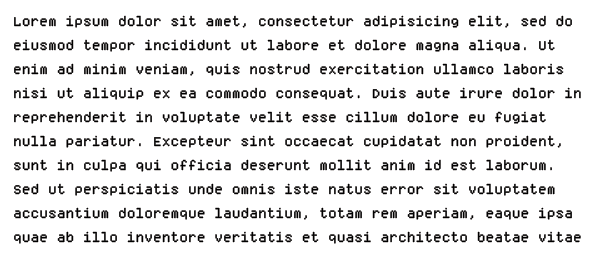 Lorem ipsum dolor sit amet, consectetur adipisicing elit, sed do
eiusmod tempor incididunt ut labore et dolore magna aliqua. Ut
enim ad minim veniam, quis nostrud exercitation ullamco laboris
nisi ut aliquip ex ea commodo consequat. Duis aute irure dolor in
reprehenderit in voluptate velit esse cillum dolore eu fugiat
nulla pariatur. Excepteur sint occaecat cupidatat non proident,
sunt in culpa qui officia deserunt mollit anim id est laborum.
Sed ut perspiciatis unde omnis iste natus error sit voluptatem
accusantium doloremque laudantium, totam rem aperiam, eaque ipsa
quae ab illo inventore veritatis et quasi architecto beatae vitae